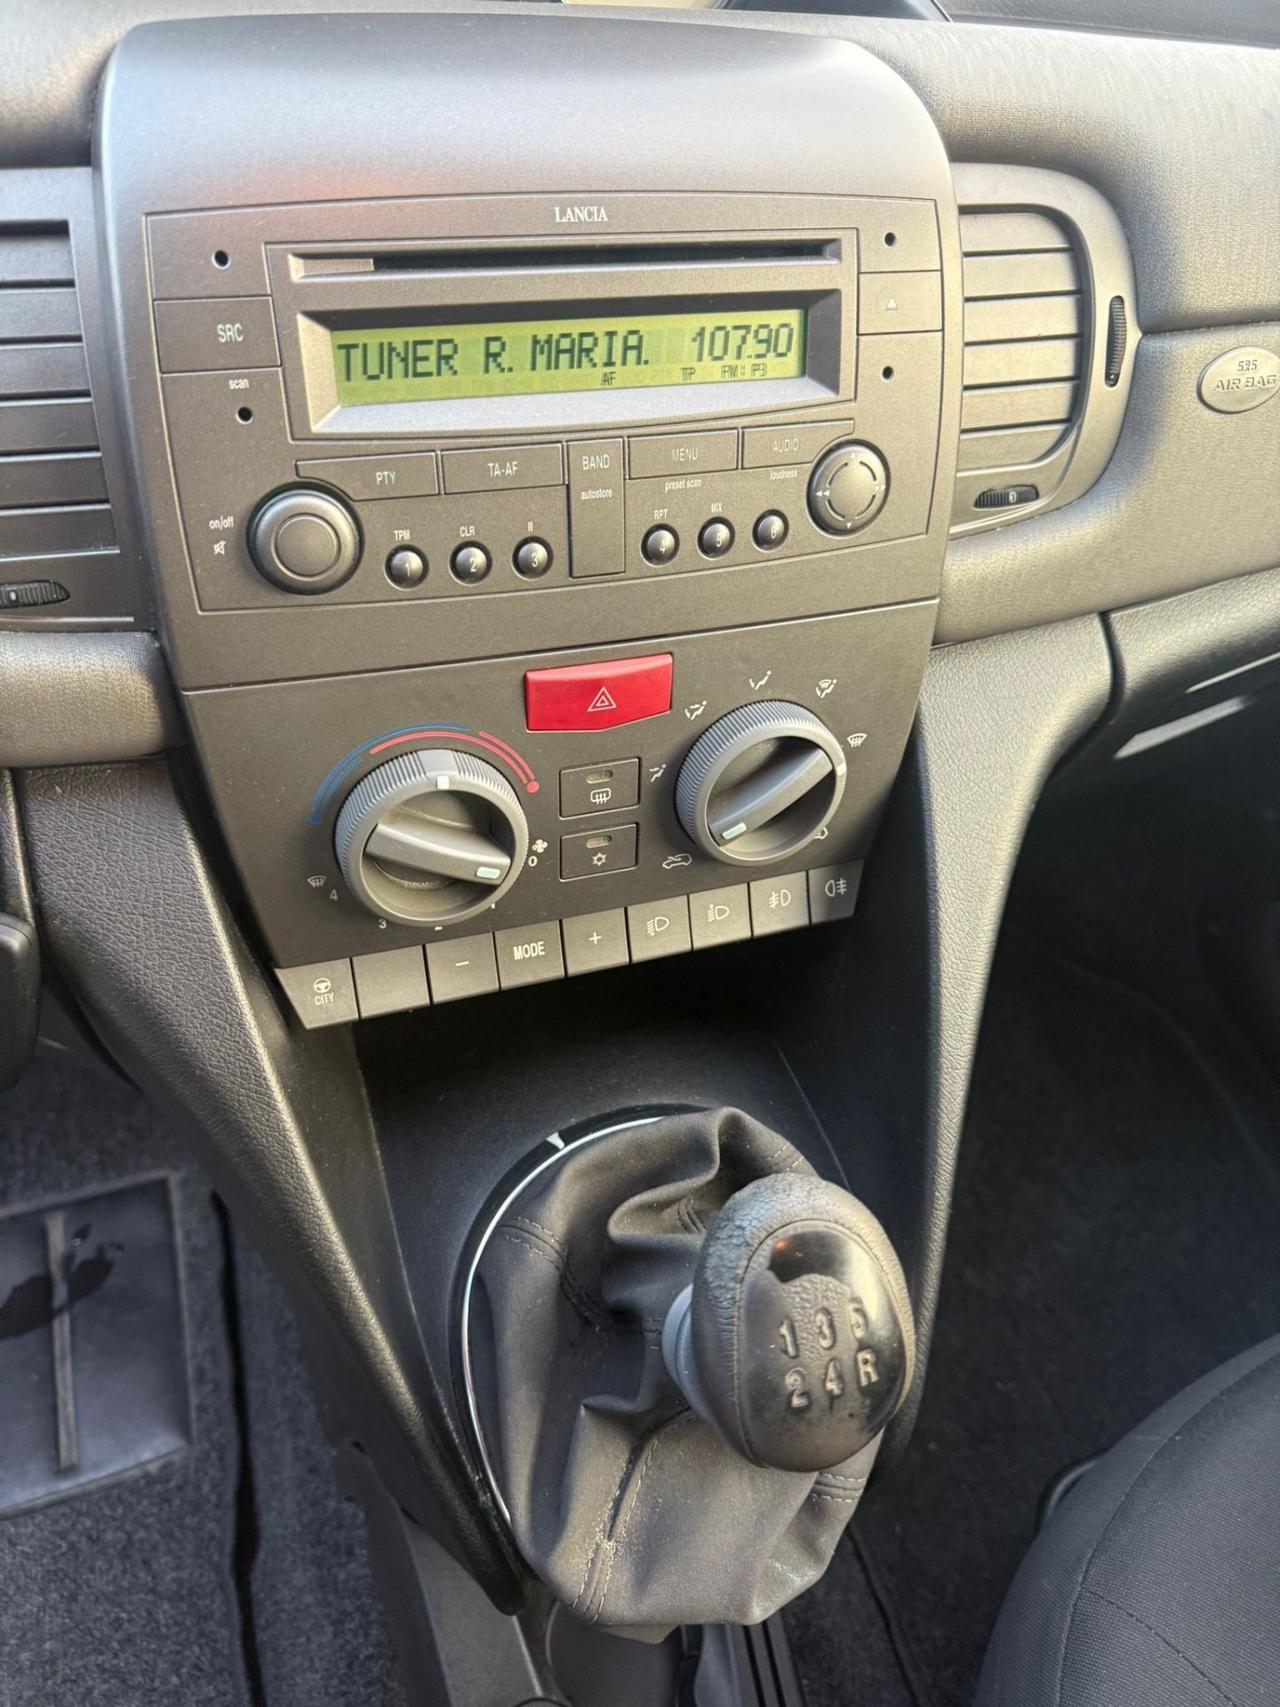 LANCIA
SRC
scan
TUNER R. MARIA. 107.90
AF TP FM P3
PTY
TA-AF
BAND
autostore
MENU
preset scan
AUDIO
loudness
on/off
TPM
1
CLR
2
II
3
RPT
4
MIX
5
6
SRS
AIR BAG
0
4
3
CITY
−
MODE
+
1 3 5
2 4 R